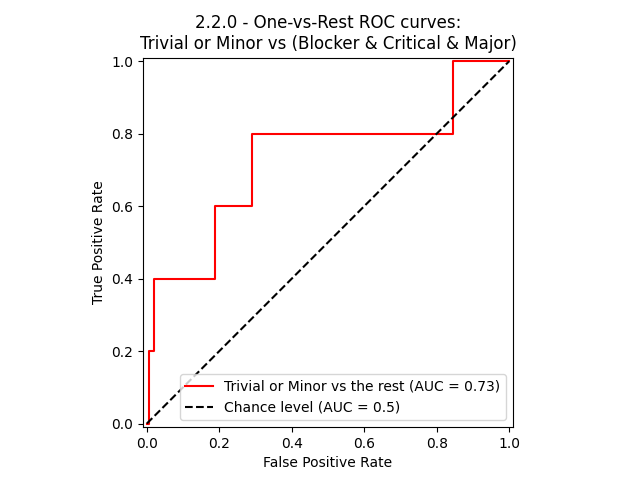 2.2.0 - One-vs-Rest ROC curves:
Trivial or Minor vs (Blocker & Critical & Major)
1.0
0.8
0.6
0.4
0.2
0.0
True Positive Rate
Trivial or Minor vs the rest (AUC = 0.73)
Chance level (AUC = 0.5)
0.0 0.2 0.4 0.6 0.8 1.0
False Positive Rate